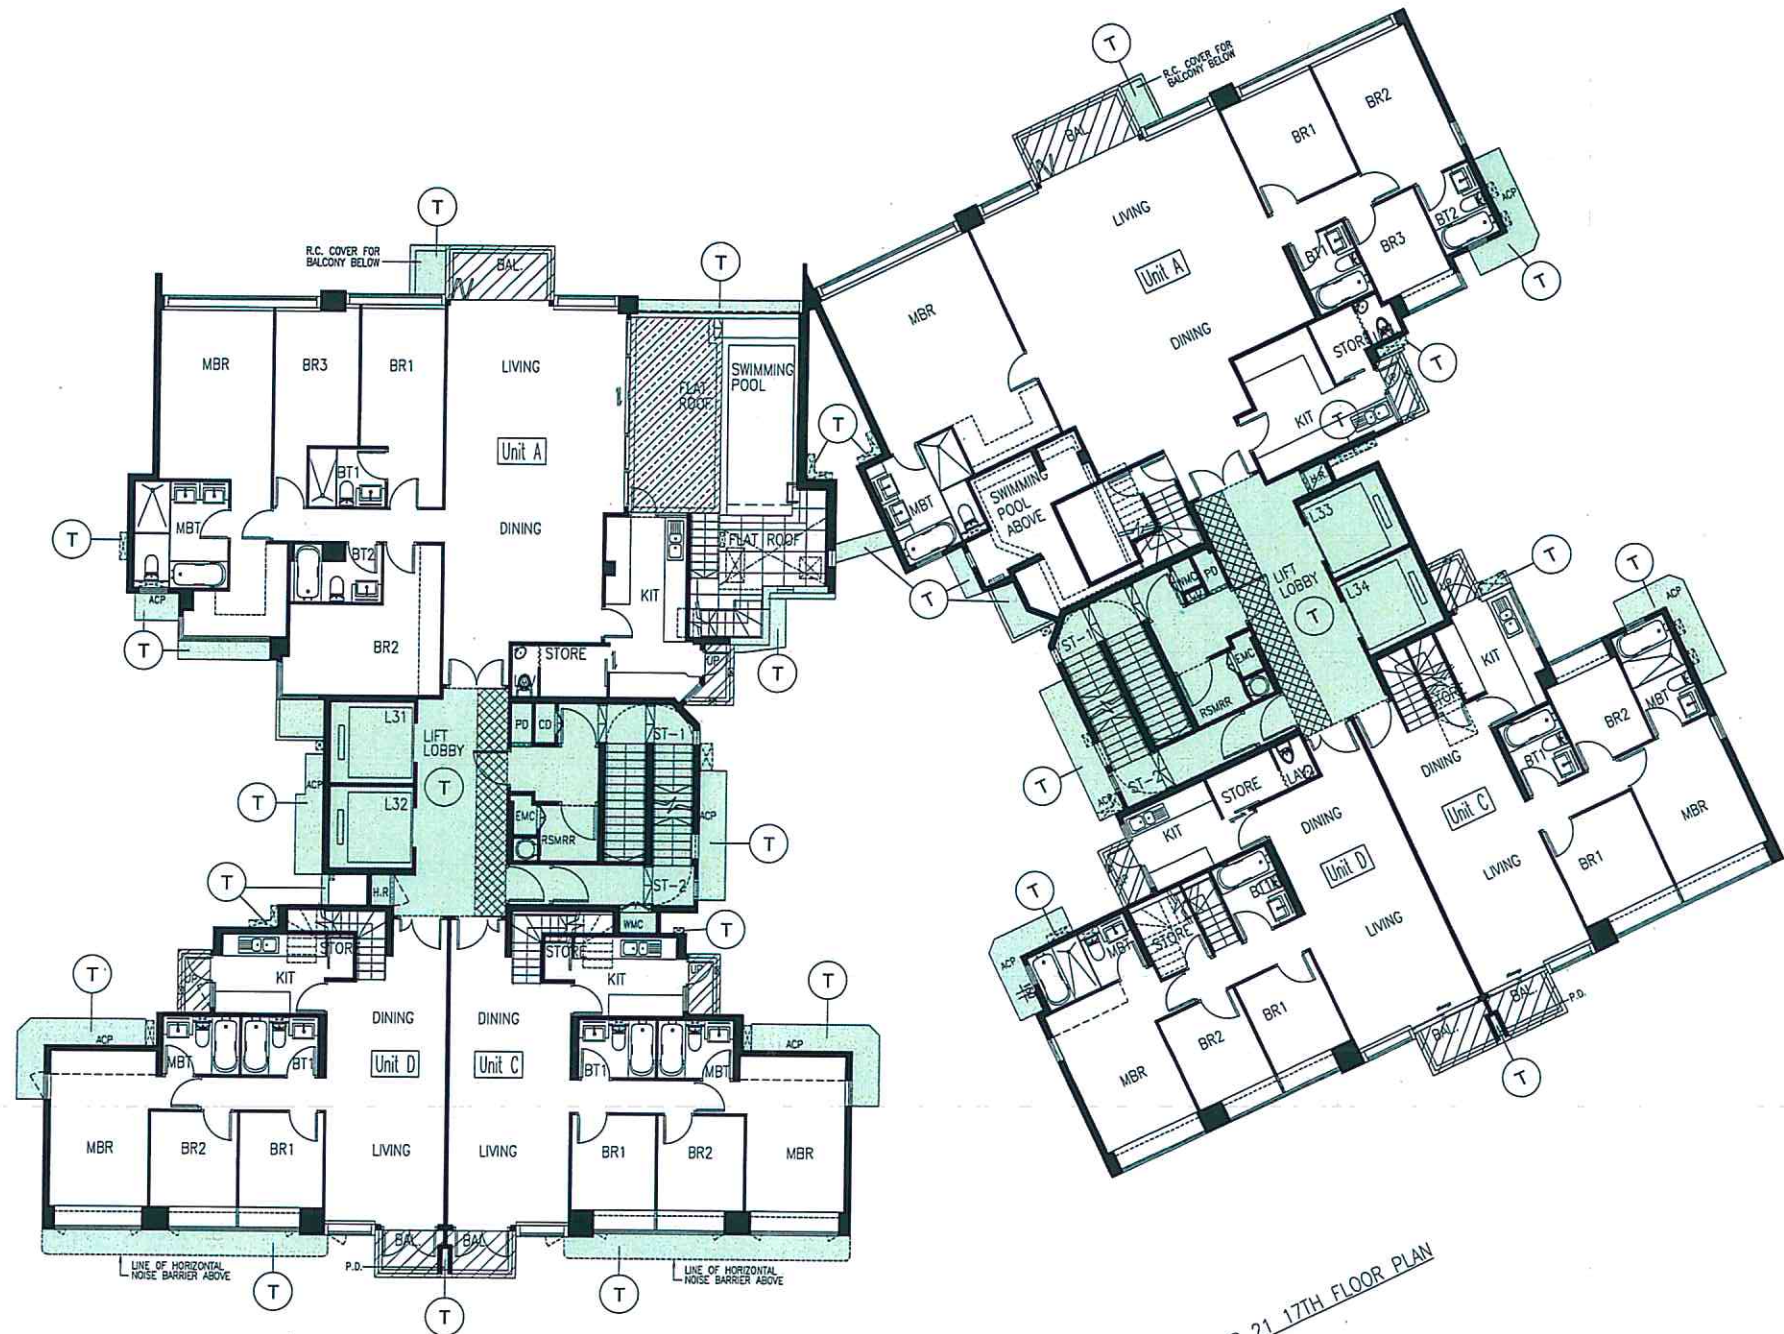 T
R.C. COVER FOR
BALCONY BELOW
BAL.
T
MBR
BR3
BR1
LIVING
FLAT
ROOF
SWIMMING
POOL
Unit A
BT1
T
T
MBT
DINING
FLAT ROOF
BT2
KIT
ACP
T
BR2
STORE
UP
T
L31
LIFT
LOBBY
PD
CD
ST-1
T
ACP
T
L32
EMC
RSMRR
ACP
T
T
H.R
ST-2
WMC
T
STORE
STORE
T
UP
KIT
KIT
UP
T
ACP
DINING
DINING
ACP
MBT
BT1
Unit D
Unit C
BT1
MBT
MBR
BR2
BR1
LIVING
LIVING
BR1
BR2
MBR
BAL.
BAL.
LINE OF HORIZONTAL
NOISE BARRIER ABOVE
T
P.D.
T
LINE OF HORIZONTAL
NOISE BARRIER ABOVE
T
T
R.C. COVER FOR
BALCONY BELOW
BAL.
BR1
BR2
LIVING
BT2
ACP
BT1
BR3
T
Unit A
MBR
DINING
STORE
T
UP
KIT
T
MBT
SWIMMING
POOL
ABOVE
H.R
L33
T
WMC
PD
LIFT
LOBBY
T
L34
UP
T
T
ACP
ST-1
EMC
RSMRR
KIT
STORE
BR2
MBT
T
ACP
ST-2
STORE
LAV
DINING
BT1
KIT
DINING
Unit C
MBR
UP
Unit D
LIVING
BR1
T
ACP
MBT
STORE
BT1
LIVING
BR2
BR1
MBR
BAL.
BAL.
P.D.
T
21 17TH FLOOR PLAN